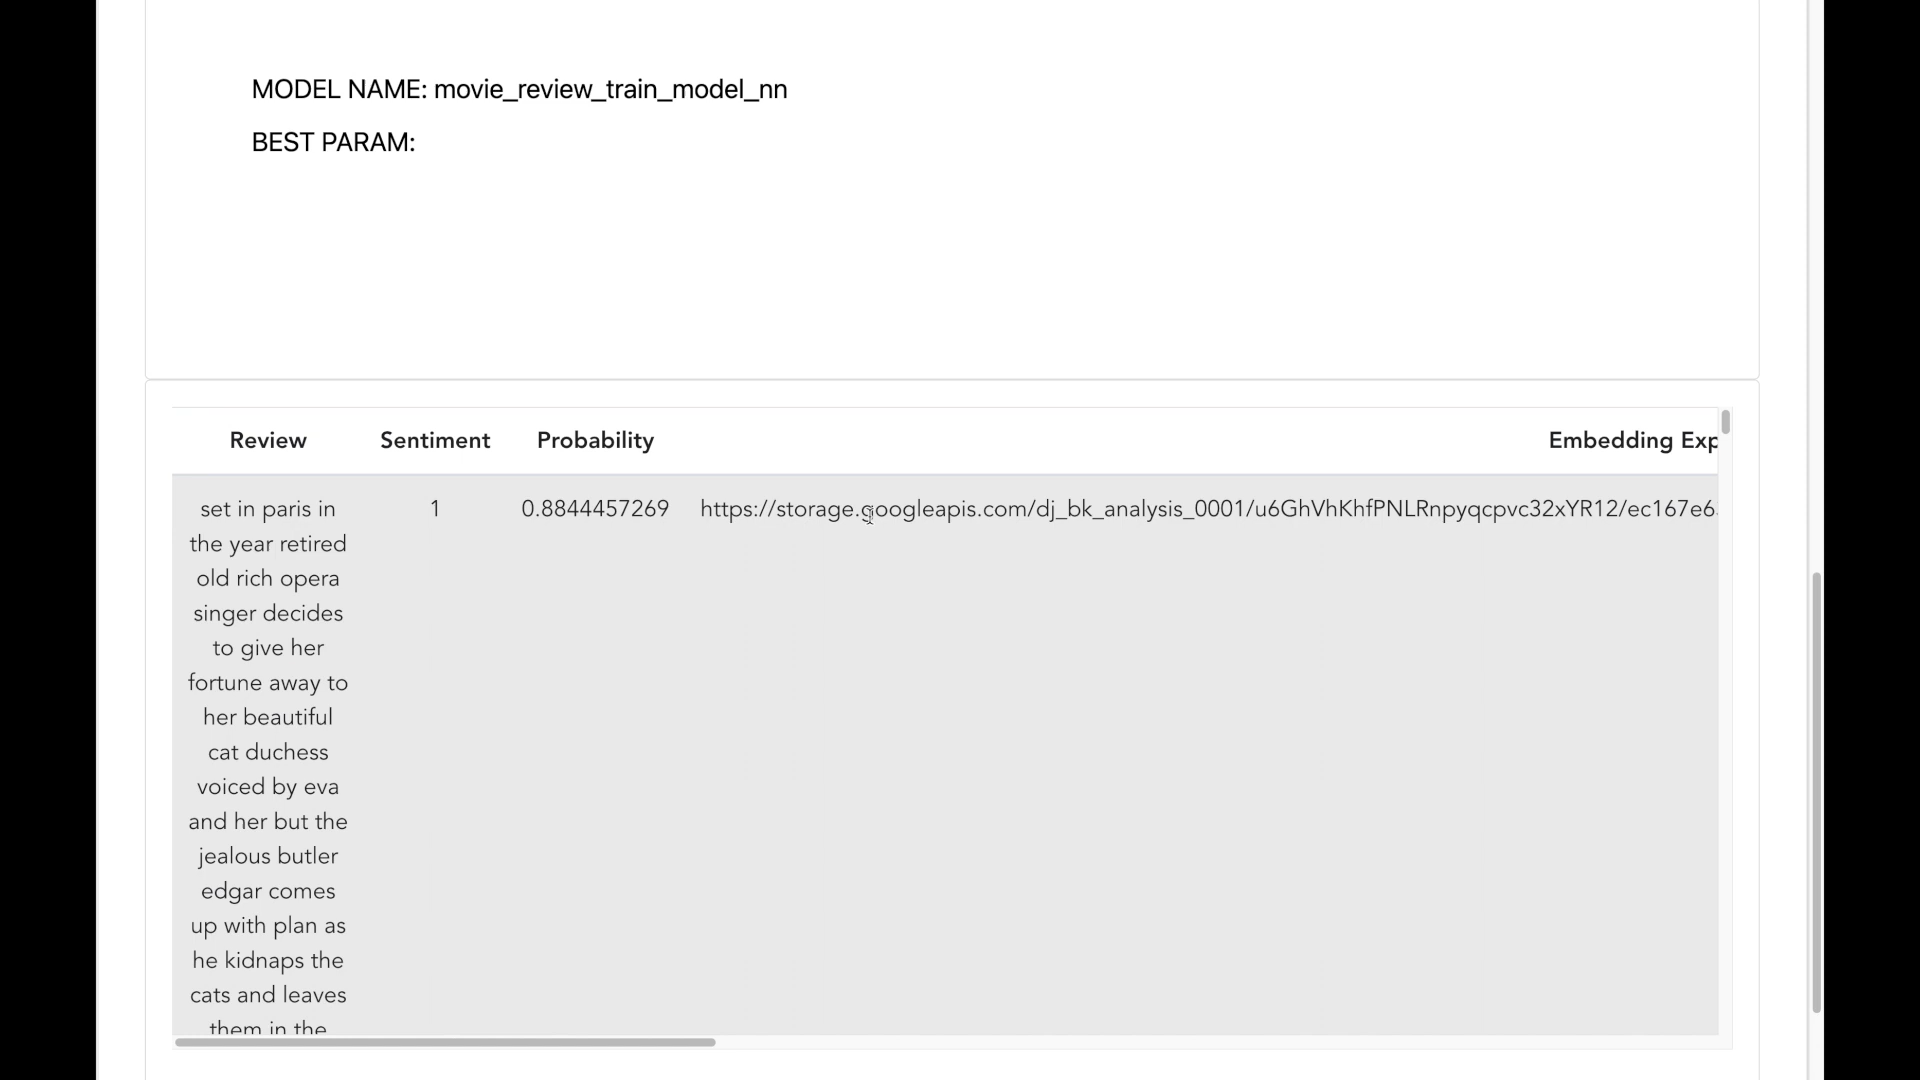 MODEL NAME: movie_review_train_model_nn
BEST PARAM:
Review Sentiment Probability Embedding Exp
set in paris in 1 0.8844457269 https://storage.googleapis.com/dj_bk_analysis_0001/u6GhVhKhfPNLRnpyqcpvc32xYR12/ec167e6
the year retired
old rich opera
singer decides
to give her
fortune away to
her beautiful
cat duchess
voiced by eva
and her but the
jealous butler
edgar comes
up with plan as
he kidnaps the
cats and leaves
them in the